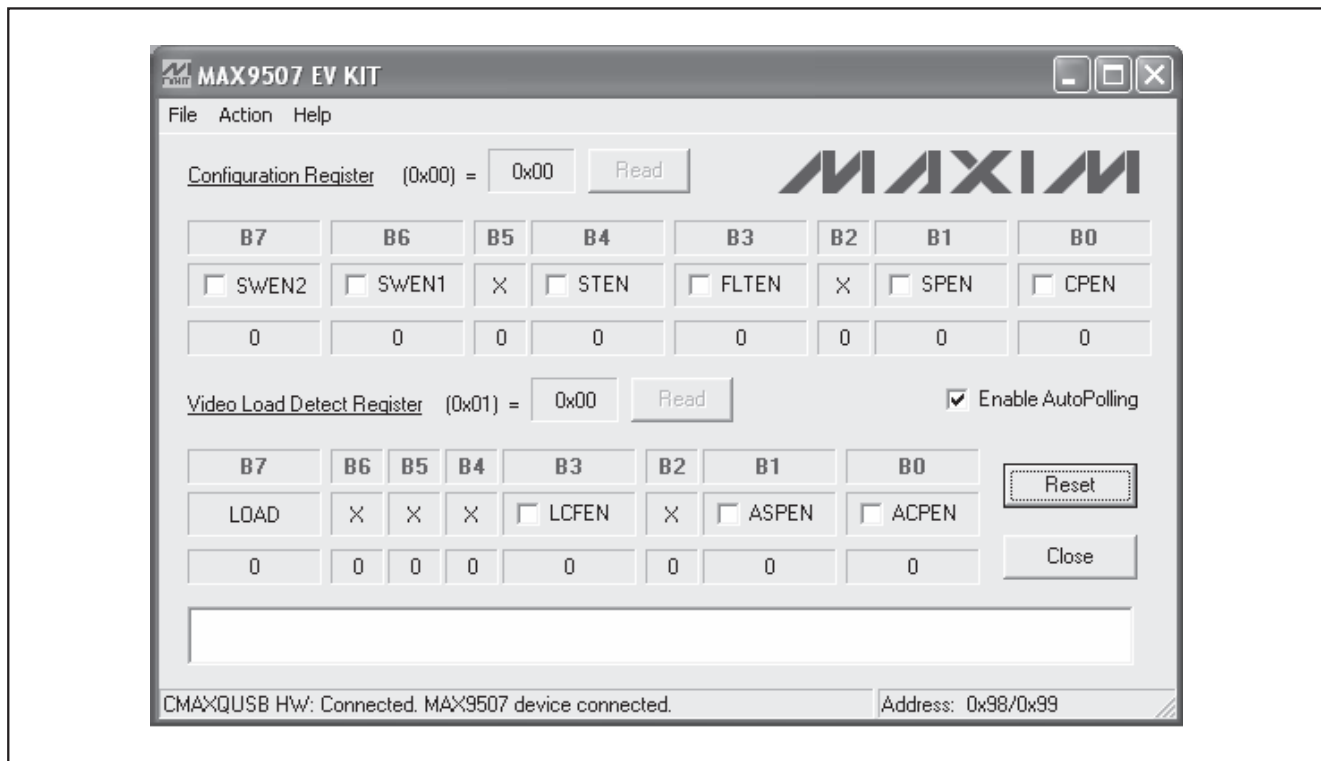 MAX9507 EV KIT
File Action Help
Configuration Register (0x00) = 0x00 Read
MAXIM
B7 B6 B5 B4 B3 B2 B1 B0
SWEN2 SWEN1 X STEN FLTEN X SPEN CPEN
0 0 0 0 0 0 0 0
Video Load Detect Register (0x01) = 0x00 Read Enable AutoPolling
B7 B6 B5 B4 B3 B2 B1 B0
Reset
LOAD X X X LCFEN X ASPEN ACPEN
0 0 0 0 0 0 0 0
Close
CMAXQUSB HW: Connected. MAX9507 device connected. Address: 0x98/0x99